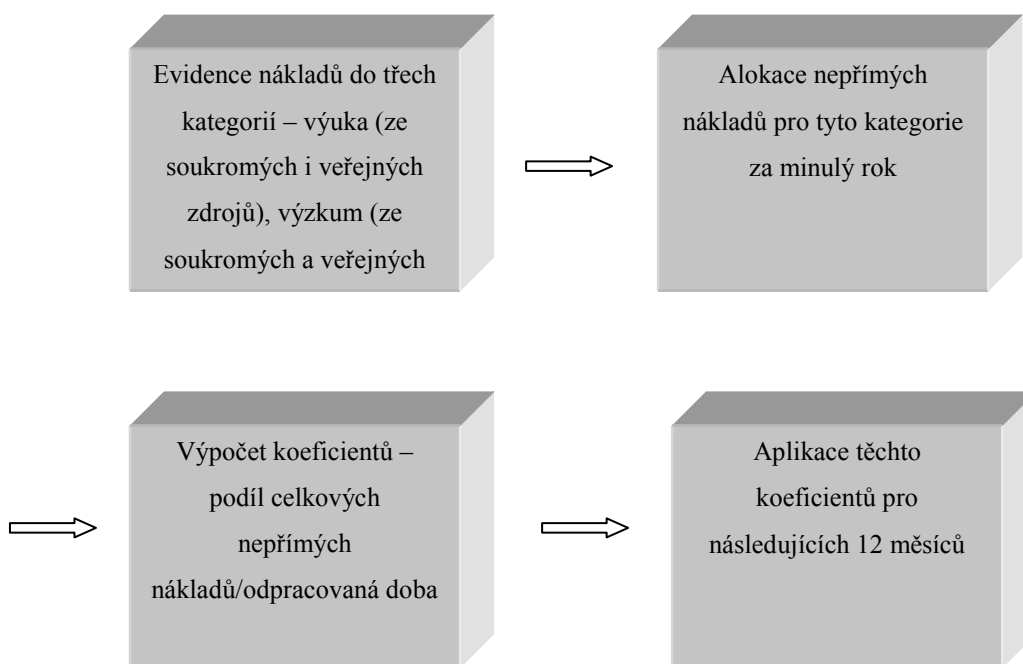 Evidence nákladů do třech
kategorií – výuka (ze
soukromých i veřejných
zdrojů), výzkum (ze
soukromých a veřejných
Alokace nepřímých
nákladů pro tyto kategorie
za minulý rok
Výpočet koeficientů –
podíl celkových
nepřímých
nákladů/odpracovaná doba
Aplikace těchto
koeficientů pro
následujících 12 měsíců